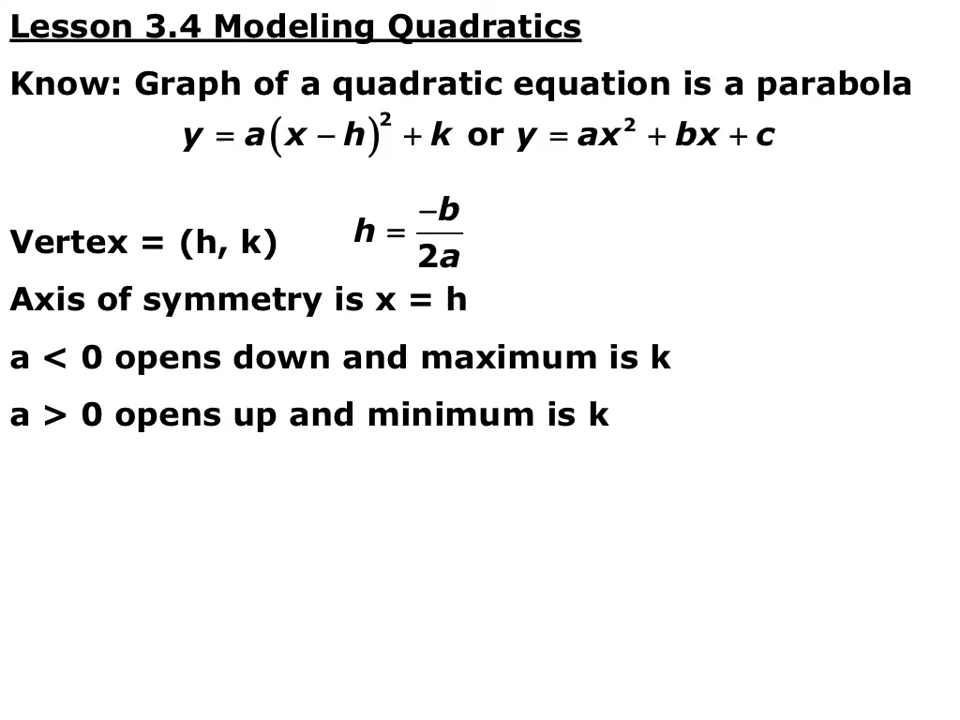 Lesson 3.4 Modeling Quadratics
Know: Graph of a quadratic equation is a parabola
y = a(x − h)² + k or y = ax² + bx + c
Vertex = (h, k) h = −b/2a
Axis of symmetry is x = h
a < 0 opens down and maximum is k
a > 0 opens up and minimum is k